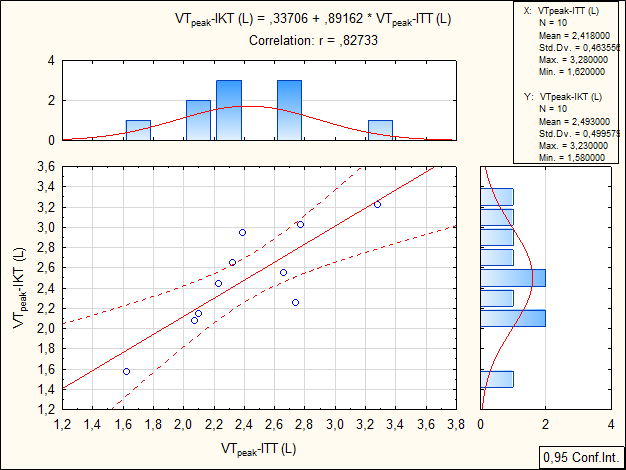 VTpeak-IKT (L) = ,33706 + ,89162 * VTpeak-ITT (L)
Correlation: r = ,82733
X: VTpeak-ITT (L)
N = 10
Mean = 2,418000
Std.Dv. = 0,463556
Max. = 3,280000
Min. = 1,620000
Y: VTpeak-IKT (L)
N = 10
Mean = 2,493000
Std.Dv. = 0,499579
Max. = 3,230000
Min. = 1,580000
4
2
0
3,6
3,4
3,2
3,0
2,8
2,6
2,4
2,2
2,0
1,8
1,6
1,4
1,2
VTpeak-IKT (L)
1,2 1,4 1,6 1,8 2,0 2,2 2,4 2,6 2,8 3,0 3,2 3,4 3,6 3,8
VTpeak-ITT (L)
0 2 4
0,95 Conf.Int.